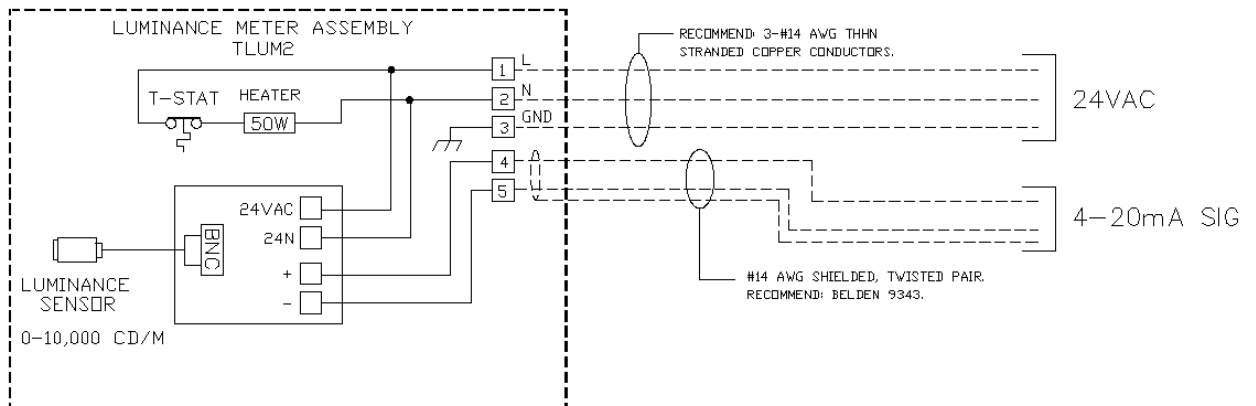 LUMINANCE METER ASSEMBLY
TLUM2
T-STAT
HEATER
50W
1
L
2
N
3
GND
4
5
24VAC
24N
+
-
BNC
LUMINANCE
SENSOR
0-10,000 CD/M
RECOMMEND: 3-#14 AWG THHN
STRANDED COPPER CONDUCTORS.
24VAC
4-20mA SIG
#14 AWG SHIELDED, TWISTED PAIR.
RECOMMEND: BELDEN 9343.